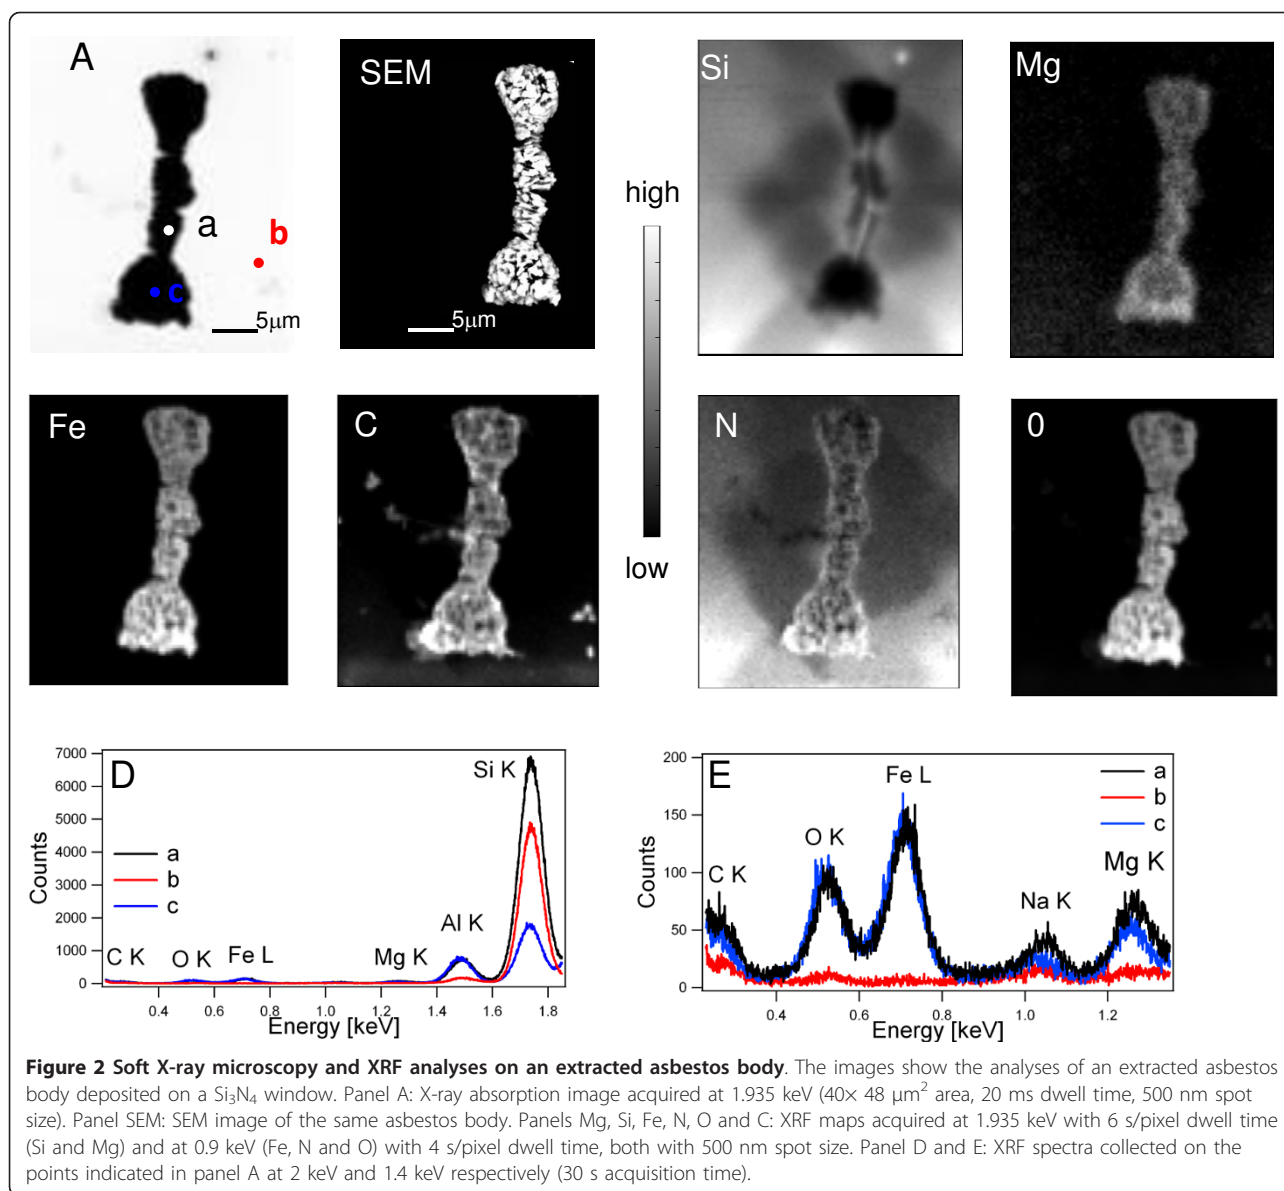 A
SEM
Si
Mg
a
b
c
5µm
5µm
high
low
Fe
C
N
0
D
7000
6000
5000
4000
3000
2000
1000
0
Counts
a
b
c
Si K
Al K
Mg K
Fe L
O K
C K
0.4 0.6 0.8 1.0 1.2 1.4 1.6 1.8
Energy [keV]
E
200
150
100
50
0
Counts
a
b
c
Fe L
O K
C K
Na K
Mg K
0.4 0.6 0.8 1.0 1.2
Energy [keV]
Figure 2 Soft X-ray microscopy and XRF analyses on an extracted asbestos body. The images show the analyses of an extracted asbestos
body deposited on a Si₃N₄ window. Panel A: X-ray absorption image acquired at 1.935 keV (40× 48 µm² area, 20 ms dwell time, 500 nm spot
size). Panel SEM: SEM image of the same asbestos body. Panels Mg, Si, Fe, N, O and C: XRF maps acquired at 1.935 keV with 6 s/pixel dwell time
(Si and Mg) and at 0.9 keV (Fe, N and O) with 4 s/pixel dwell time, both with 500 nm spot size. Panel D and E: XRF spectra collected on the
points indicated in panel A at 2 keV and 1.4 keV respectively (30 s acquisition time).